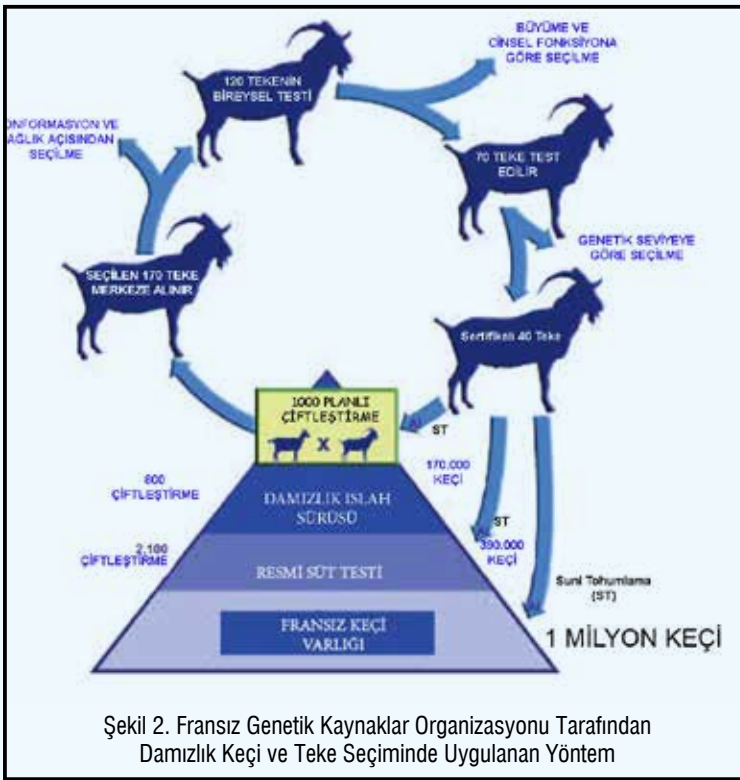 BÜYÜME VE
CİNSEL FONKSİYONA
GÖRE SEÇİLME
120 TEKENİN
BİREYSEL TESTİ
ONFORMASYON VE
AĞLIK AÇISINDAN
SEÇİLME
70 TEKE TEST
EDİLİR
GENETİK SEVİYEYE
GÖRE SEÇİLME
SEÇİLEN 170 TEKE
MERKEZE ALINIR
Sertifikalı 40 Teke
1000 PLANLI
ÇİFTLEŞTİRME
X
ST
170.000
KEÇİ
800
ÇİFTLEŞTİRME
DAMIZLIK ISLAH
SÜRÜSÜ
ST
390.000
KEÇİ
2,100
ÇİFTLEŞTİRME
RESMİ SÜT TESTİ
Suni Tohumlama
(ST)
FRANSIZ KEÇİ
VARLIĞI
1 MİLYON KEÇİ
Şekil 2. Fransız Genetik Kaynaklar Organizasyonu Tarafından
Damızlık Keçi ve Teke Seçiminde Uygulanan Yöntem